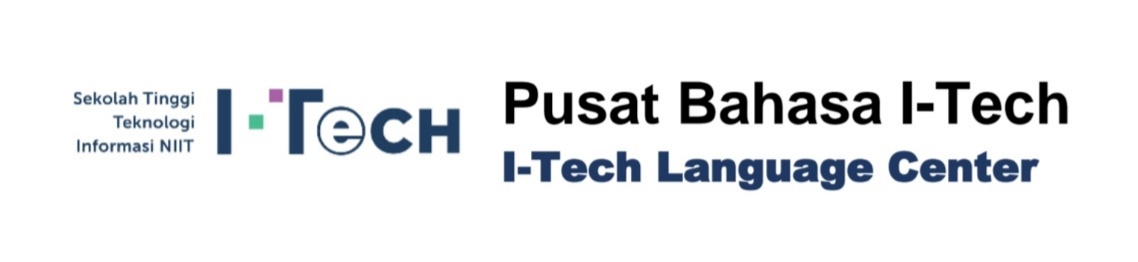 Sekolah Tinggi
Teknologi
Informasi NIIT
I-Tech
Pusat Bahasa I-Tech
I-Tech Language Center